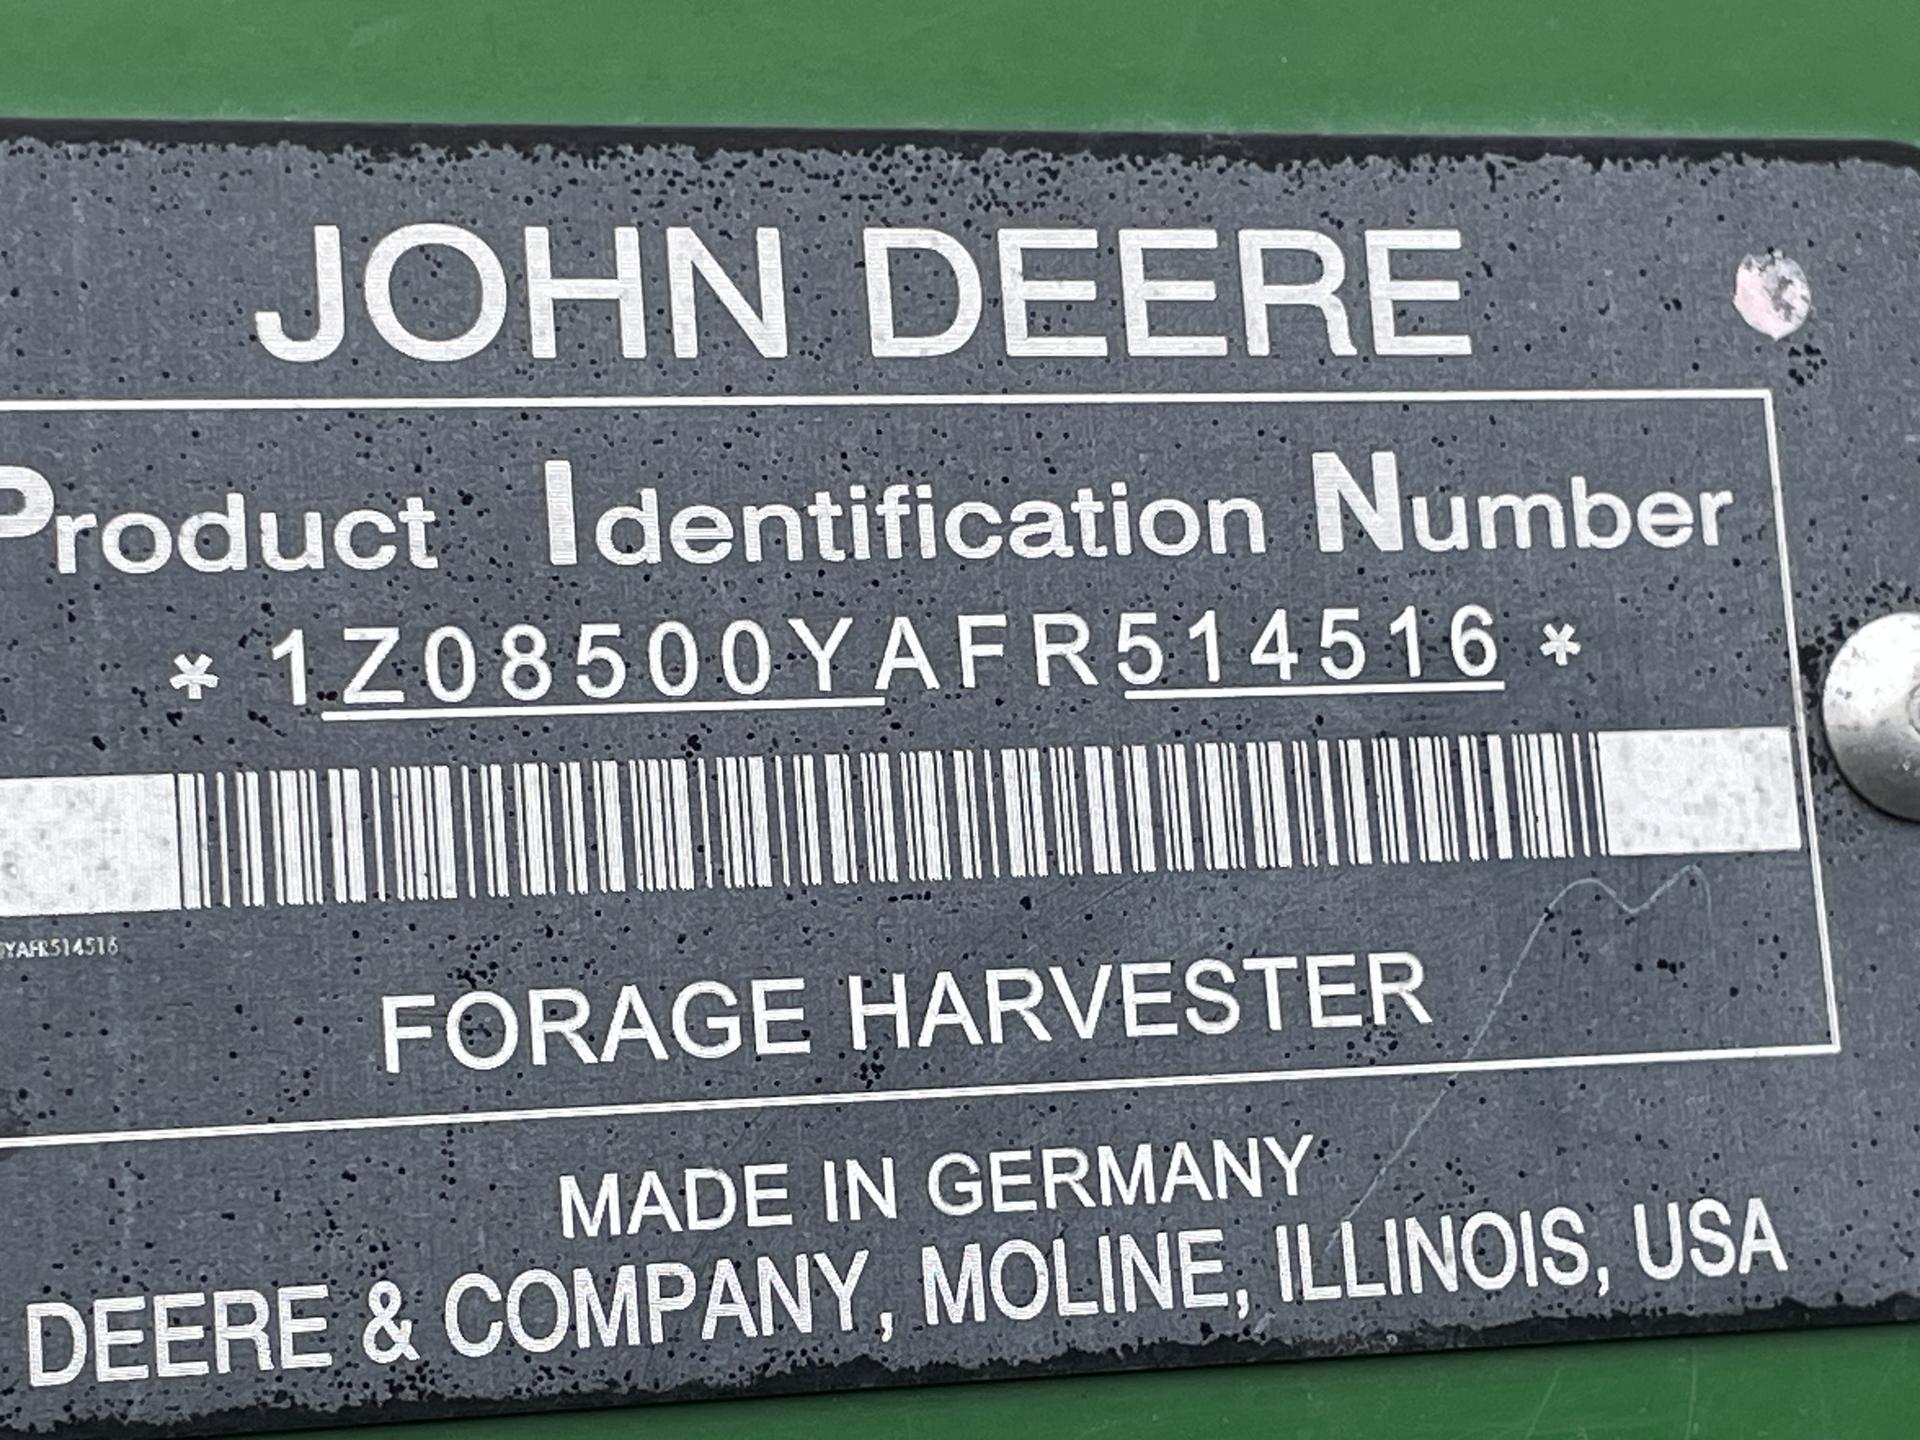 JOHN DEERE
Product Identification Number
* 1Z08500YAFR514516 *
YAFR514516
FORAGE HARVESTER
MADE IN GERMANY
DEERE & COMPANY, MOLINE, ILLINOIS, USA